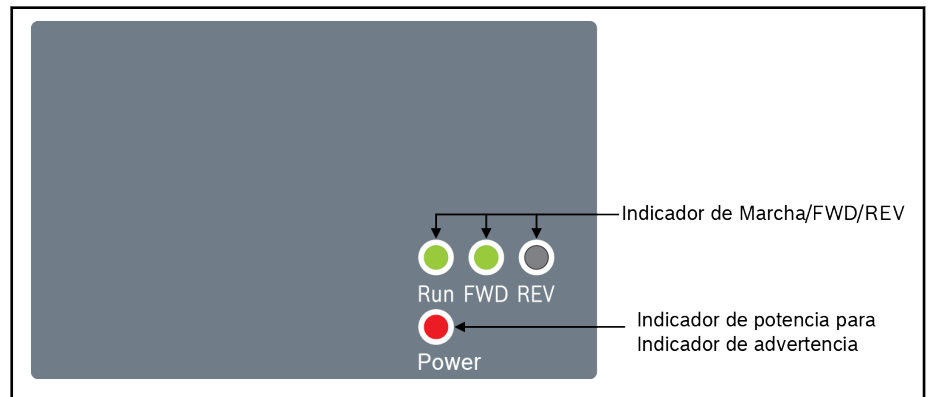 Indicador de Marcha/FWD/REV
Run FWD REV
Indicador de potencia para
Indicador de advertencia
Power